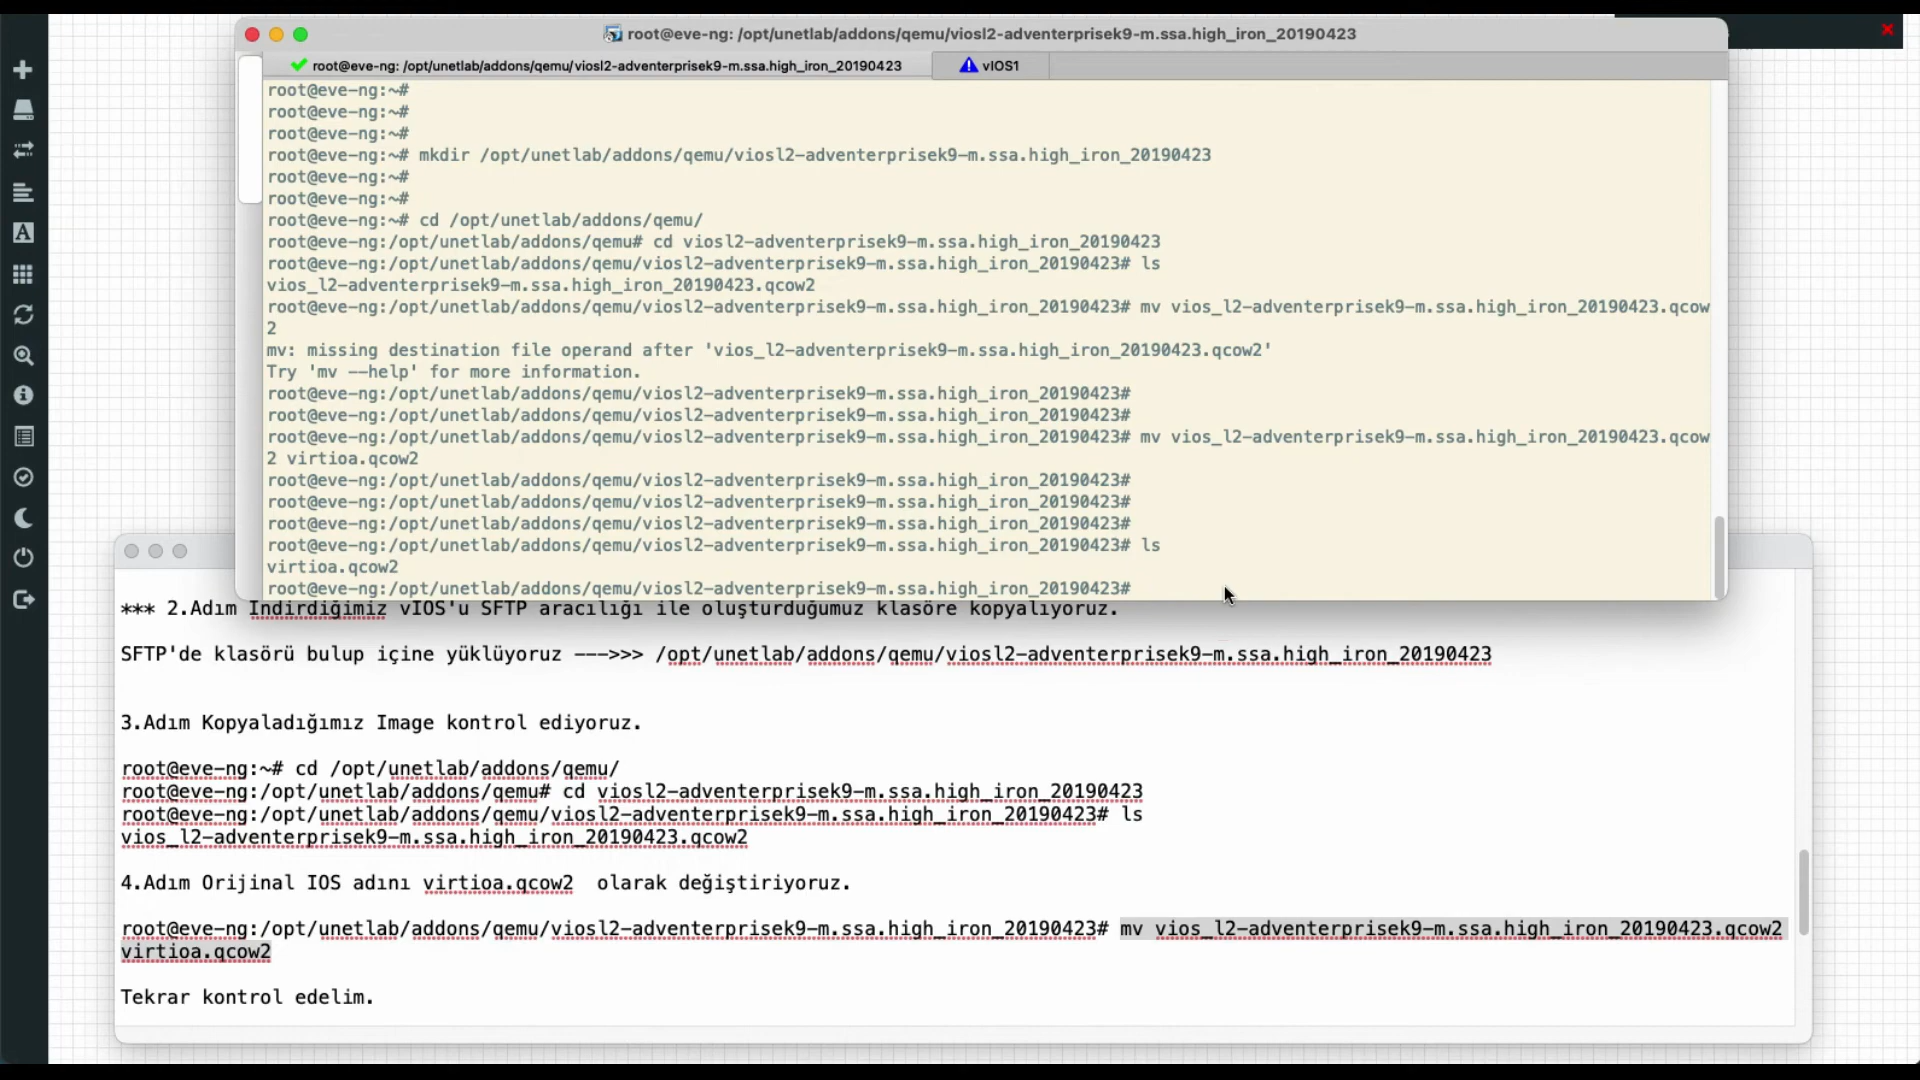 root@eve-ng: /opt/unetlab/addons/qemu/viosl2-adventerprisek9-m.ssa.high_iron_20190423
root@eve-ng: /opt/unetlab/addons/qemu/viosl2-adventerprisek9-m.ssa.high_iron_20190423
vIOS1
root@eve-ng:~#
root@eve-ng:~#
root@eve-ng:~#
root@eve-ng:~# mkdir /opt/unetlab/addons/qemu/viosl2-adventerprisek9-m.ssa.high_iron_20190423
root@eve-ng:~#
root@eve-ng:~#
root@eve-ng:~# cd /opt/unetlab/addons/qemu/
root@eve-ng:/opt/unetlab/addons/qemu# cd viosl2-adventerprisek9-m.ssa.high_iron_20190423
root@eve-ng:/opt/unetlab/addons/qemu/viosl2-adventerprisek9-m.ssa.high_iron_20190423# ls
vios_l2-adventerprisek9-m.ssa.high_iron_20190423.qcow2
root@eve-ng:/opt/unetlab/addons/qemu/viosl2-adventerprisek9-m.ssa.high_iron_20190423# mv vios_l2-adventerprisek9-m.ssa.high_iron_20190423.qcow
2
mv: missing destination file operand after 'vios_l2-adventerprisek9-m.ssa.high_iron_20190423.qcow2'
Try 'mv --help' for more information.
root@eve-ng:/opt/unetlab/addons/qemu/viosl2-adventerprisek9-m.ssa.high_iron_20190423#
root@eve-ng:/opt/unetlab/addons/qemu/viosl2-adventerprisek9-m.ssa.high_iron_20190423#
root@eve-ng:/opt/unetlab/addons/qemu/viosl2-adventerprisek9-m.ssa.high_iron_20190423# mv vios_l2-adventerprisek9-m.ssa.high_iron_20190423.qcow
2 virtioa.qcow2
root@eve-ng:/opt/unetlab/addons/qemu/viosl2-adventerprisek9-m.ssa.high_iron_20190423#
root@eve-ng:/opt/unetlab/addons/qemu/viosl2-adventerprisek9-m.ssa.high_iron_20190423#
root@eve-ng:/opt/unetlab/addons/qemu/viosl2-adventerprisek9-m.ssa.high_iron_20190423#
root@eve-ng:/opt/unetlab/addons/qemu/viosl2-adventerprisek9-m.ssa.high_iron_20190423# ls
virtioa.qcow2
root@eve-ng:/opt/unetlab/addons/qemu/viosl2-adventerprisek9-m.ssa.high_iron_20190423#
*** 2.Adım İndirdiğimiz vIOS'u SFTP aracılığı ile oluşturduğumuz klasöre kopyalıyoruz.
SFTP'de klasörü bulup içine yüklüyoruz --->>> /opt/unetlab/addons/qemu/viosl2-adventerprisek9-m.ssa.high_iron_20190423
3.Adım Kopyaladığımız Image kontrol ediyoruz.
root@eve-ng:~# cd /opt/unetlab/addons/qemu/
root@eve-ng:/opt/unetlab/addons/qemu# cd viosl2-adventerprisek9-m.ssa.high_iron_20190423
root@eve-ng:/opt/unetlab/addons/qemu/viosl2-adventerprisek9-m.ssa.high_iron_20190423# ls
vios_l2-adventerprisek9-m.ssa.high_iron_20190423.qcow2
4.Adım Orijinal IOS adını virtioa.qcow2  olarak değiştiriyoruz.
root@eve-ng:/opt/unetlab/addons/qemu/viosl2-adventerprisek9-m.ssa.high_iron_20190423# mv vios_l2-adventerprisek9-m.ssa.high_iron_20190423.qcow2
virtioa.qcow2
Tekrar kontrol edelim.